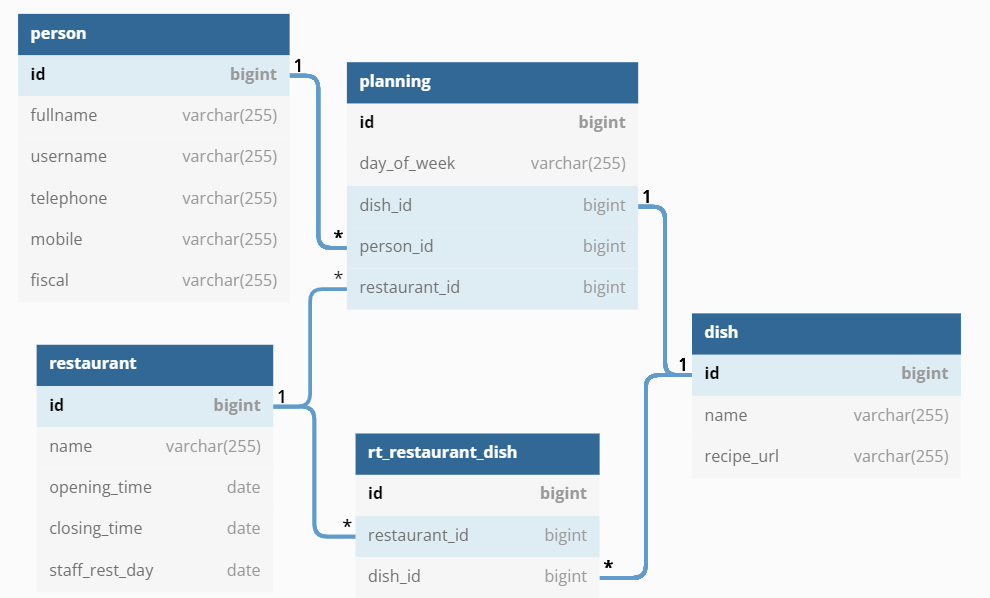 person
id bigint
fullname varchar(255)
username varchar(255)
telephone varchar(255)
mobile varchar(255)
fiscal varchar(255)
1
*
planning
id bigint
day_of_week varchar(255)
dish_id bigint
person_id bigint
restaurant_id bigint
1
*
restaurant
id bigint
name varchar(255)
opening_time date
closing_time date
staff_rest_day date
1
*
rt_restaurant_dish
id bigint
restaurant_id bigint
dish_id bigint
*
dish
id bigint
name varchar(255)
recipe_url varchar(255)
1